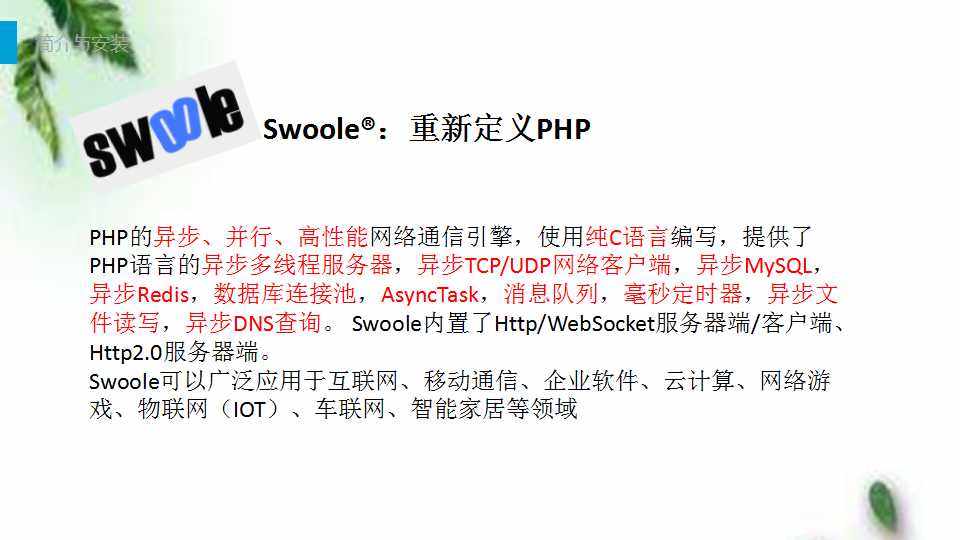 简介与安装
swoole
Swoole®：重新定义PHP
PHP的异步、并行、高性能网络通信引擎，使用纯C语言编写，提供了
PHP语言的异步多线程服务器，异步TCP/UDP网络客户端，异步MySQL，
异步Redis，数据库连接池，AsyncTask，消息队列，毫秒定时器，异步文
件读写，异步DNS查询。 Swoole内置了Http/WebSocket服务器端/客户端、
Http2.0服务器端。
Swoole可以广泛应用于互联网、移动通信、企业软件、云计算、网络游
戏、物联网（IOT）、车联网、智能家居等领域